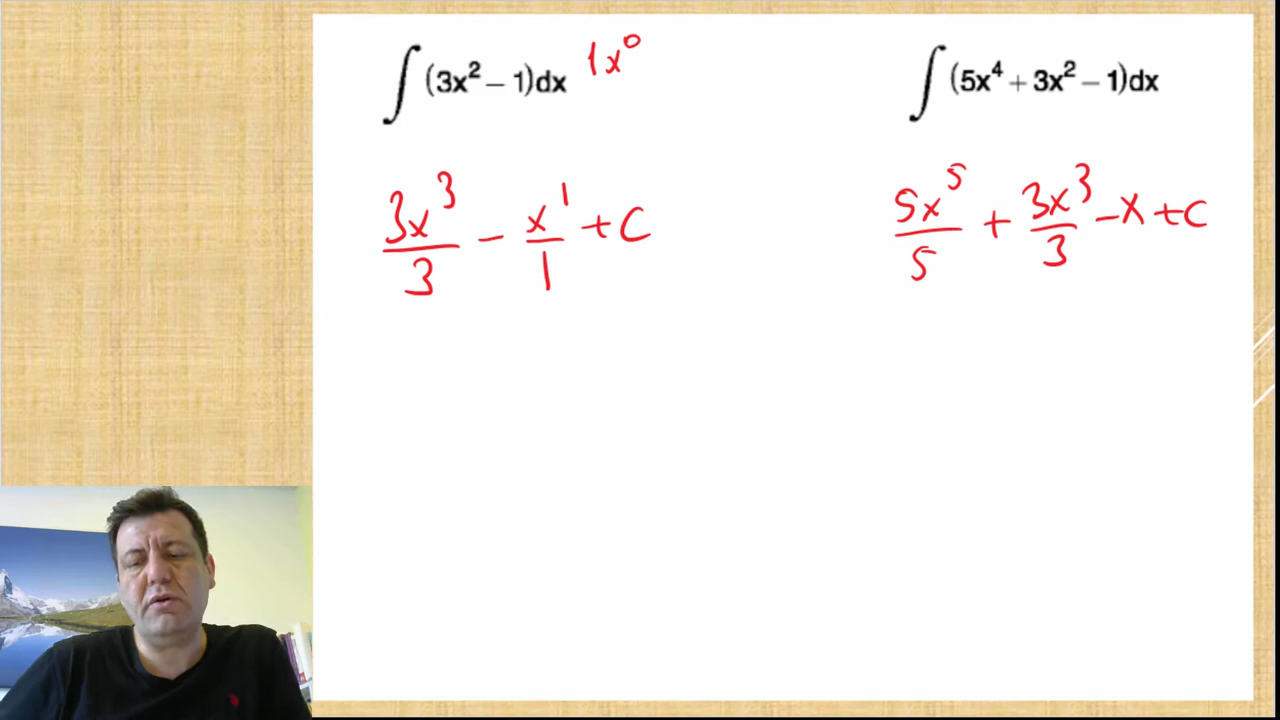 ∫ (3x² − 1)dx 1x⁰
3x³/3 − x¹/1 + C
∫ (5x⁴ + 3x² − 1)dx
5x⁵/5 + 3x³/3 − x + C